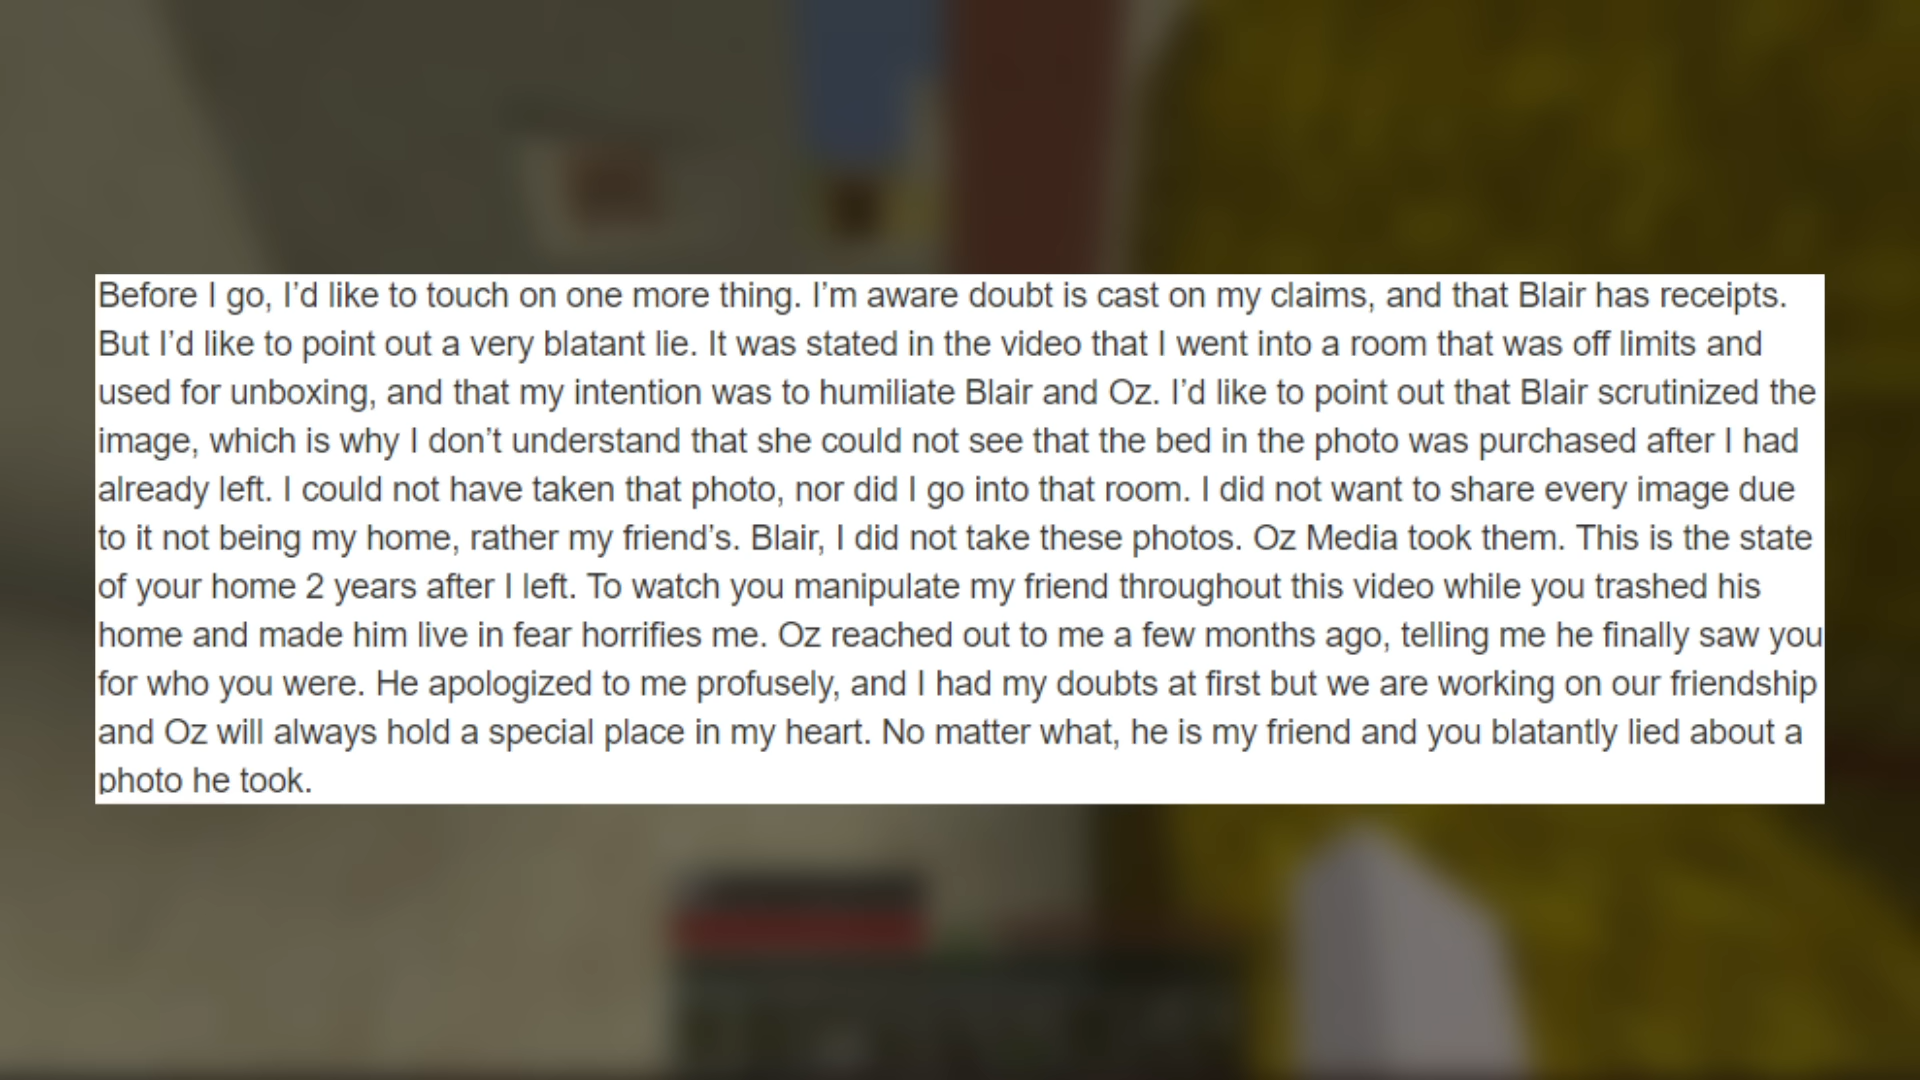 Before I go, I’d like to touch on one more thing. I’m aware doubt is cast on my claims, and that Blair has receipts.
But I’d like to point out a very blatant lie. It was stated in the video that I went into a room that was off limits and
used for unboxing, and that my intention was to humiliate Blair and Oz. I’d like to point out that Blair scrutinized the
image, which is why I don’t understand that she could not see that the bed in the photo was purchased after I had
already left. I could not have taken that photo, nor did I go into that room. I did not want to share every image due
to it not being my home, rather my friend’s. Blair, I did not take these photos. Oz Media took them. This is the state
of your home 2 years after I left. To watch you manipulate my friend throughout this video while you trashed his
home and made him live in fear horrifies me. Oz reached out to me a few months ago, telling me he finally saw you
for who you were. He apologized to me profusely, and I had my doubts at first but we are working on our friendship
and Oz will always hold a special place in my heart. No matter what, he is my friend and you blatantly lied about a
photo he took.